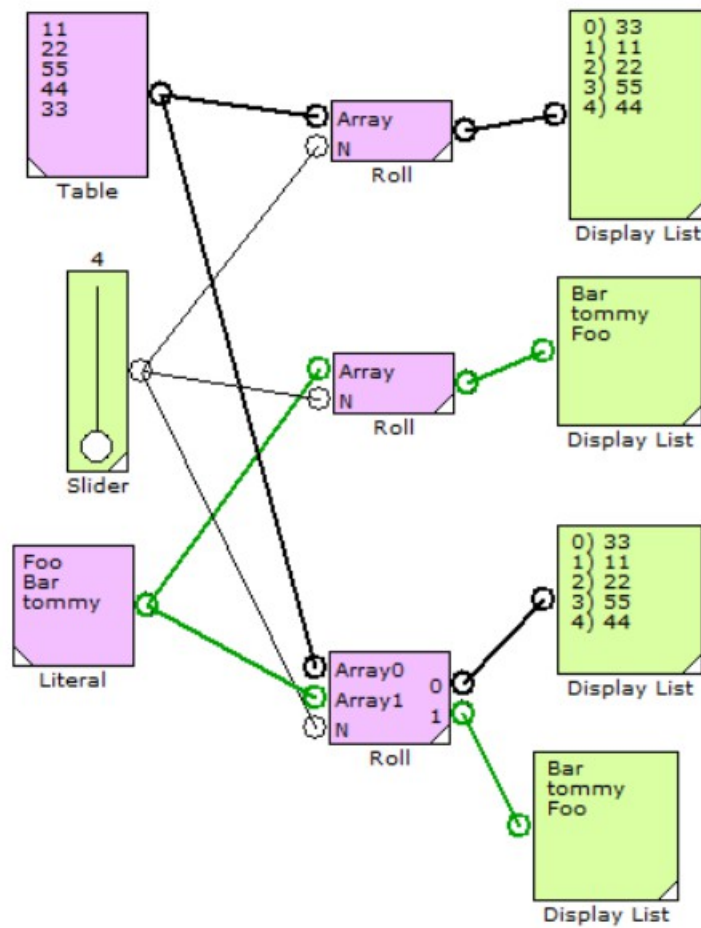 11
22
55
44
33
Table
Array
N
Roll
0) 33
1) 11
2) 22
3) 55
4) 44
Display List
4
Slider
Array
N
Roll
Bar
tommy
Foo
Display List
Foo
Bar
tommy
Literal
Array0
0
Array1
1
N
Roll
0) 33
1) 11
2) 22
3) 55
4) 44
Display List
Bar
tommy
Foo
Display List